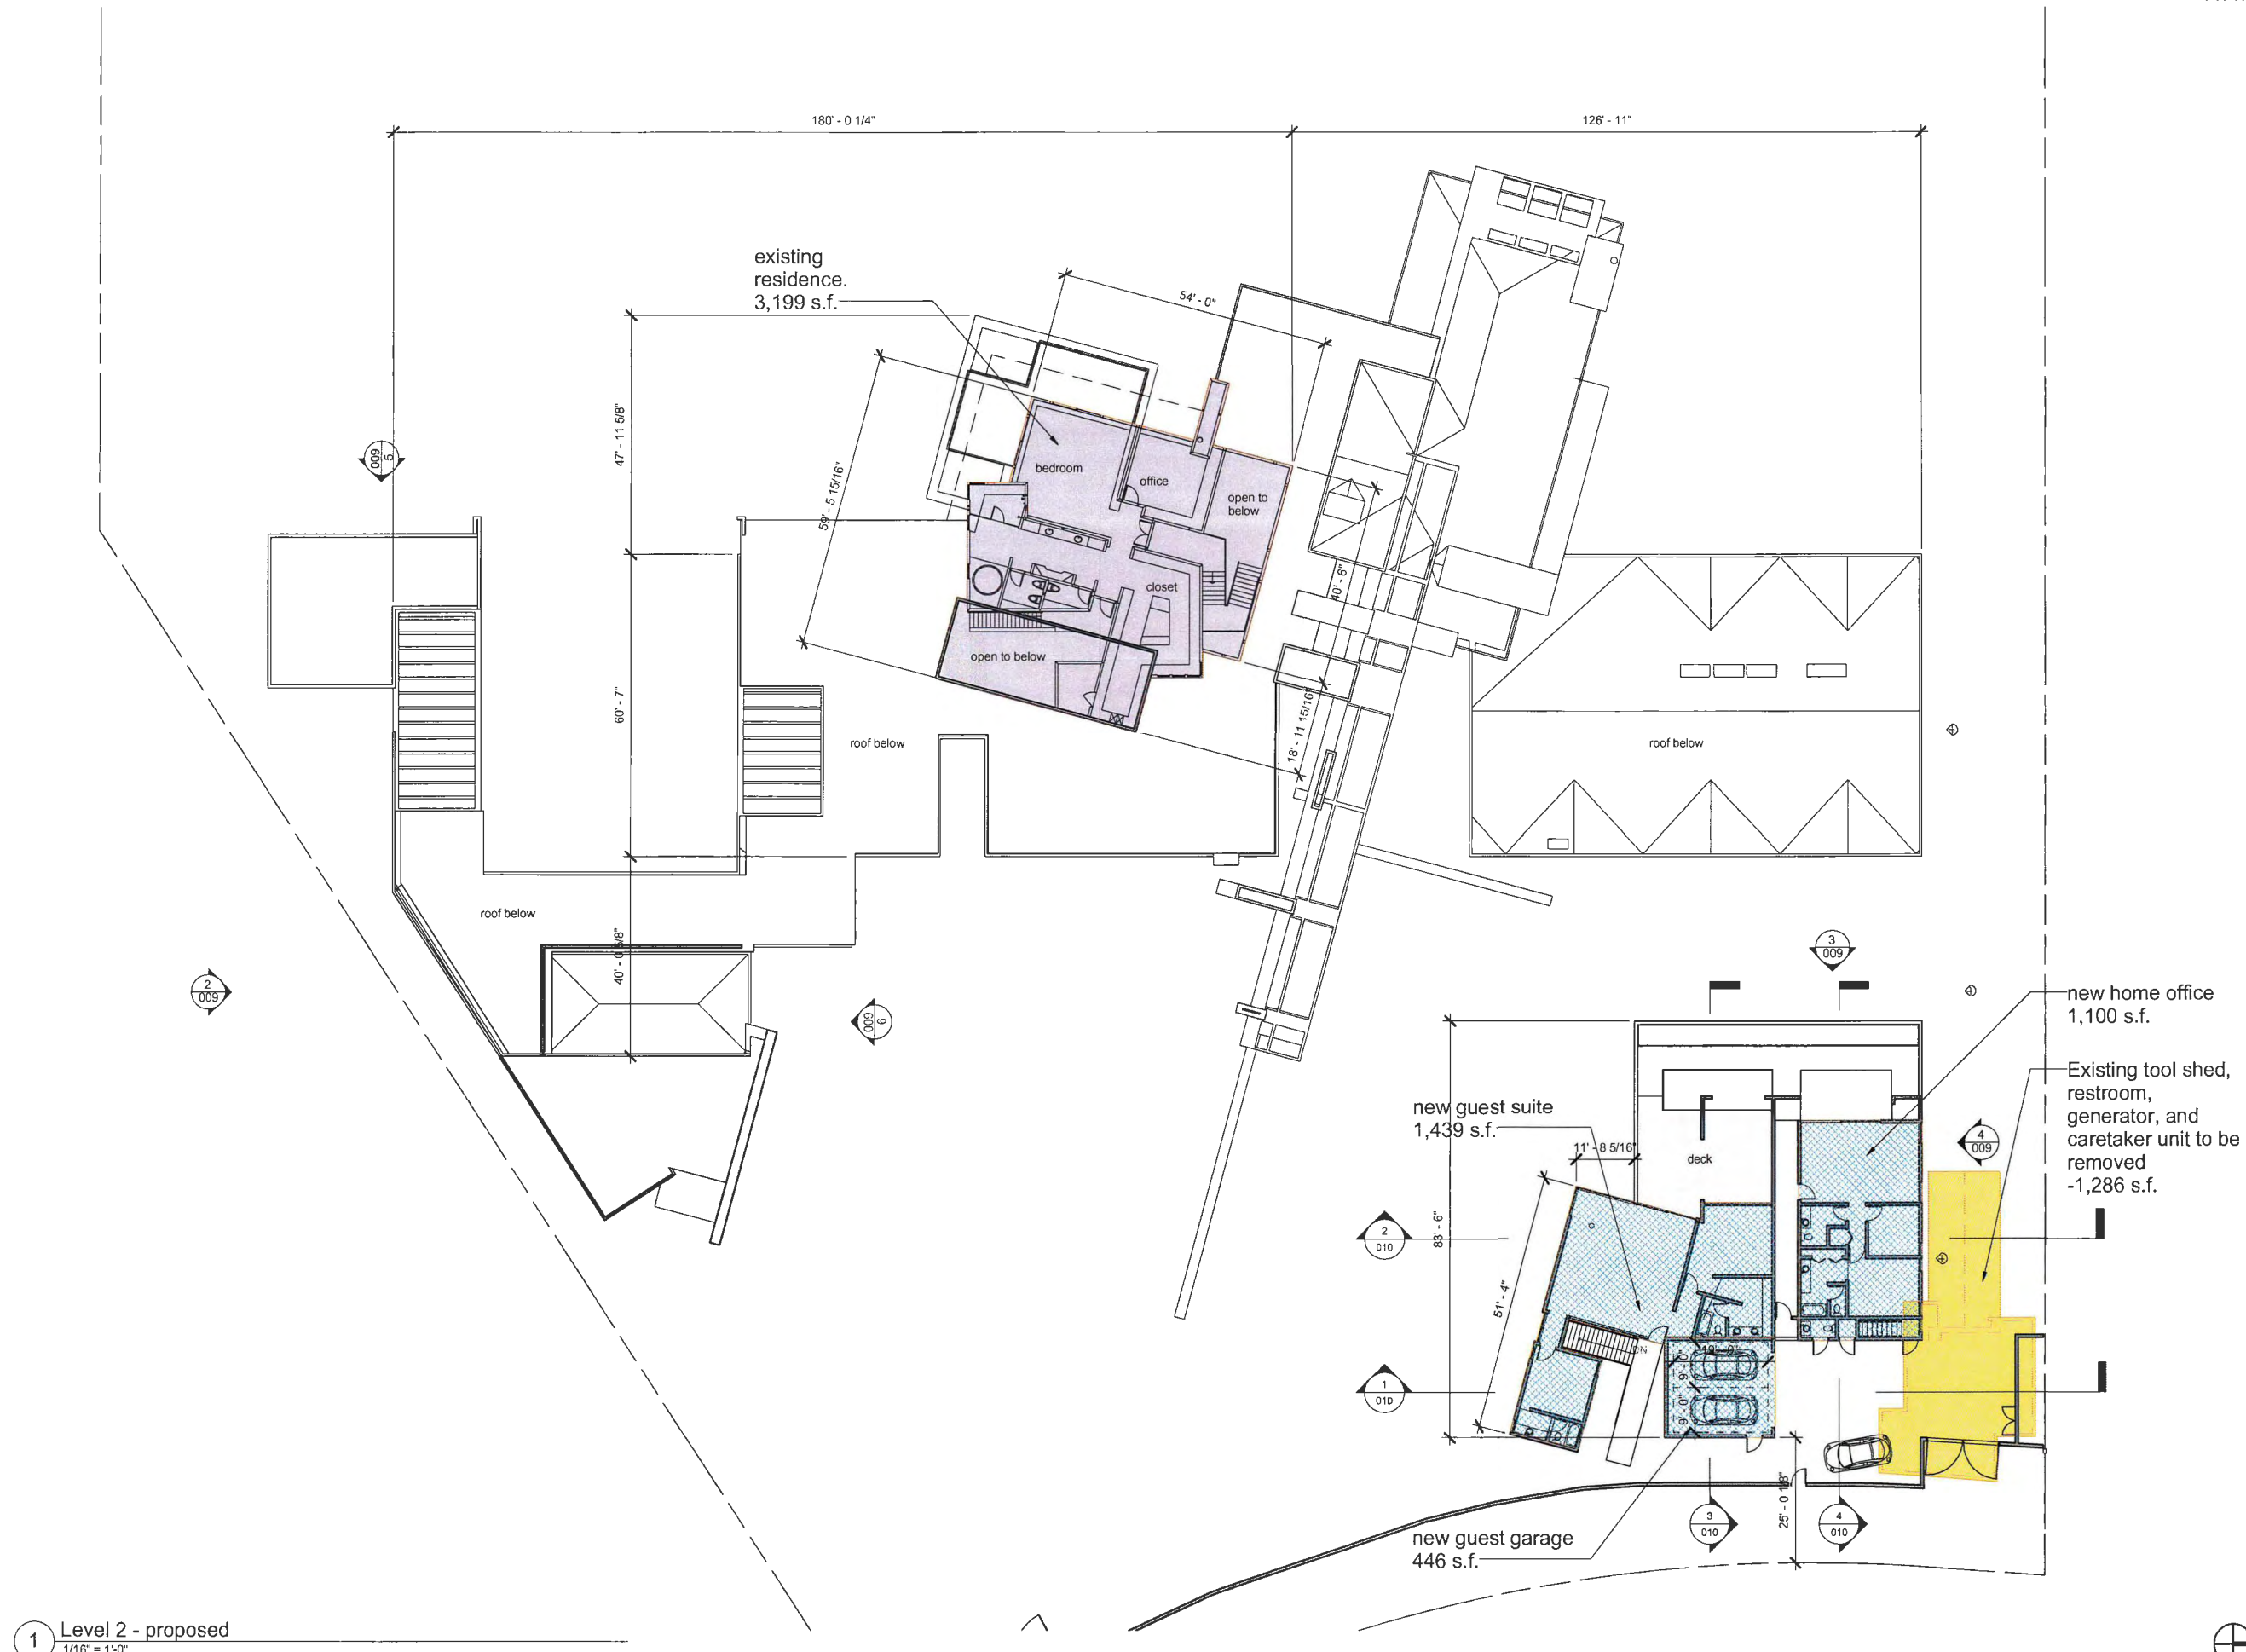 180' - 0 1/4"
126' - 11"
existing
residence.
3,199 s.f.
54' - 0"
47' - 11 5/8"
59' - 5 15/16"
bedroom
office
open to
below
009
5
closet
40' - 6"
open to below
60' - 7"
18' - 11 15/16"
roof below
roof below
roof below
40' - 0 5/8"
2
009
009
6
3
009
new home office
1,100 s.f.
Existing tool shed,
restroom,
generator, and
caretaker unit to be
removed
-1,286 s.f.
new guest suite
1,439 s.f.
11' - 8 5/16"
deck
4
009
83' - 6"
2
010
51' - 4"
DN
9' - 0"
9' - 0"
1
010
25' - 0 1/8"
3
010
4
010
new guest garage
446 s.f.
1
Level 2 - proposed
1/16" = 1'-0"